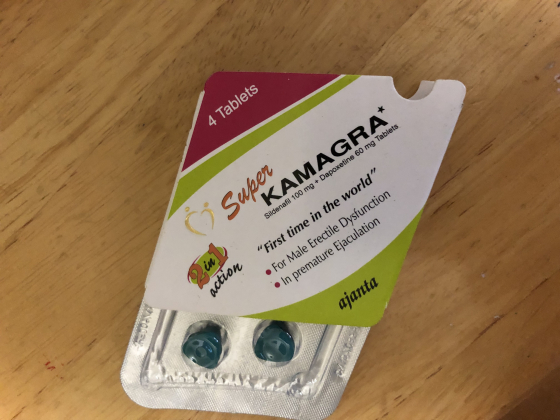 4 Tablets
Super
KAMAGRA
Sildenafil 100 mg + Dapoxetine 60 mg Tablets
"First time in the world"
2 in 1
action
For Male Erectile Dysfunction
In premature Ejaculation
ajanta